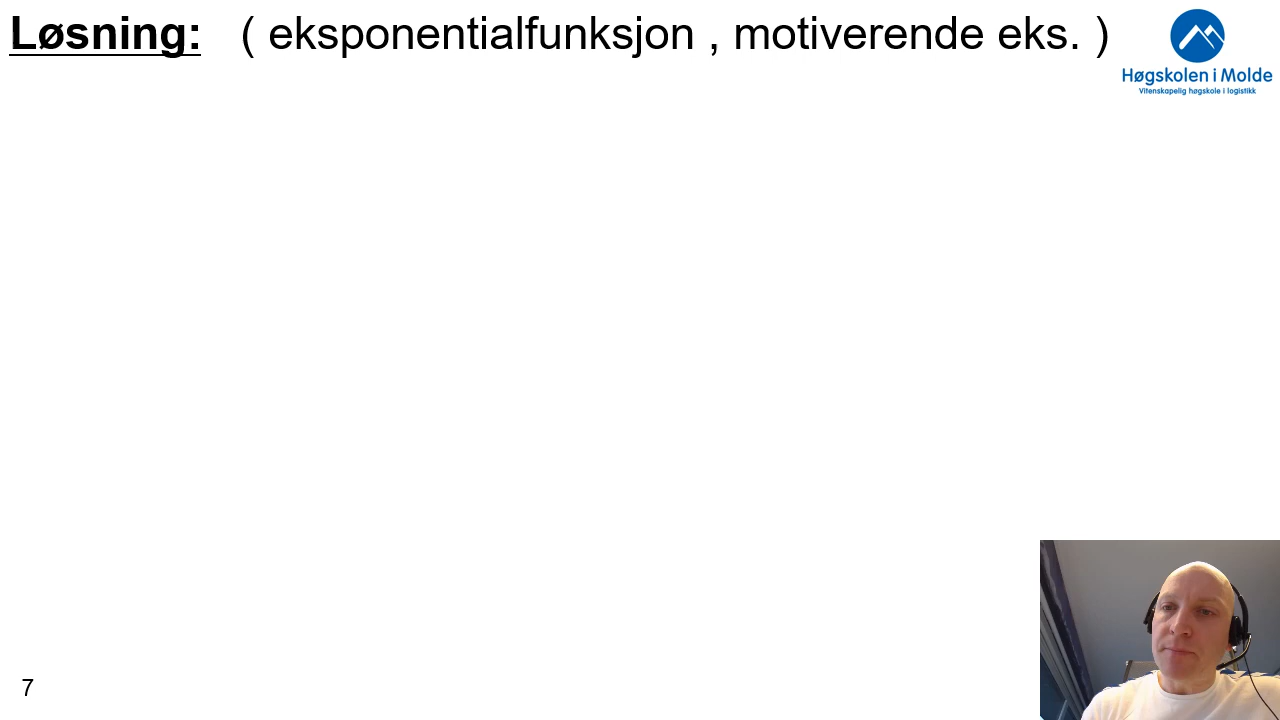 Løsning: ( eksponentialfunksjon , motiverende eks. )
Høgskolen i Molde
Vitenskapelig høgskole i logistikk
7